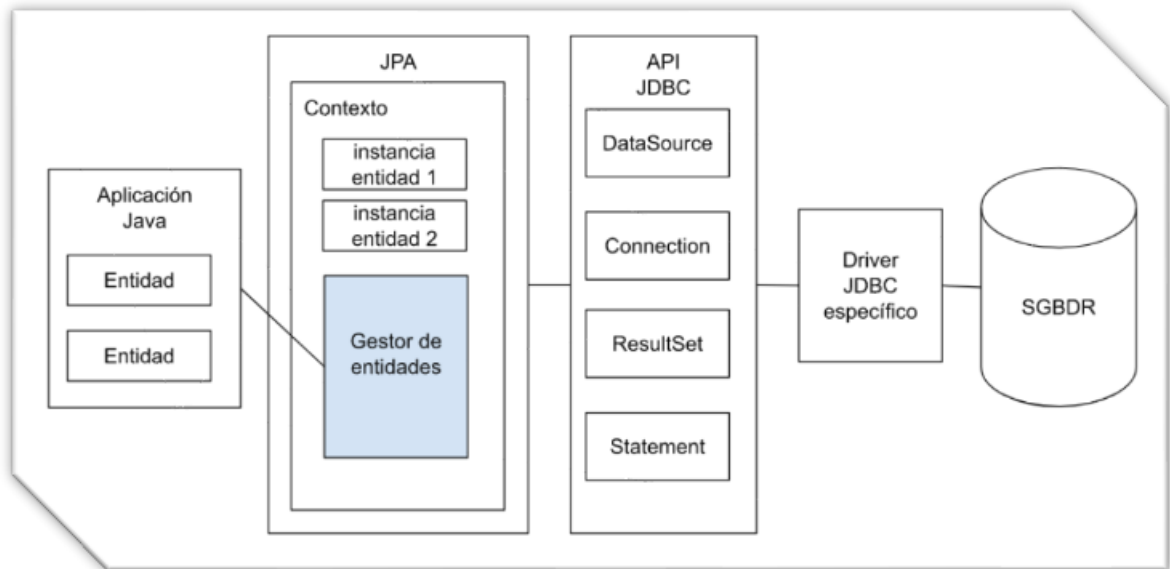 Aplicación
Java
Entidad
Entidad
JPA
Contexto
instancia
entidad 1
instancia
entidad 2
Gestor de
entidades
API
JDBC
DataSource
Connection
ResultSet
Statement
Driver
JDBC
específico
SGBDR